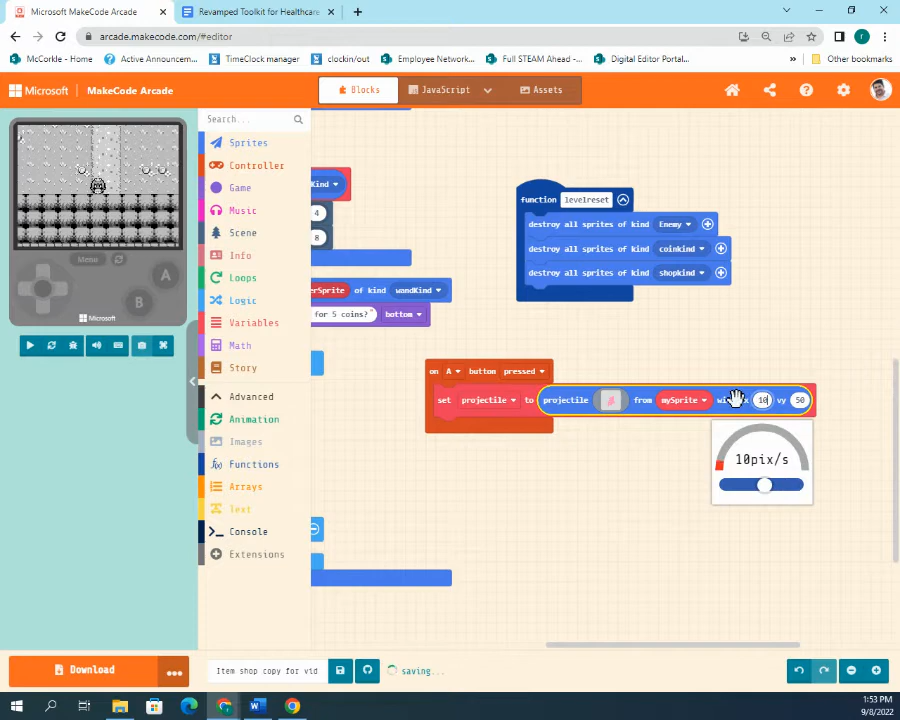 Microsoft MakeCode Arcade
Revamped Toolkit for Healthcare
arcade.makecode.com/#editor
T
McCorkle - Home
Active Announcem...
TimeClock manager
clockin/out
Employee Network...
Full STEAM Ahead -...
Digital Editor Portal...
Other bookmarks
Microsoft
MakeCode Arcade
Blocks
JavaScript
Assets
Search...
Sprites
Controller
Game
Music
Scene
Info
Loops
Logic
Variables
Math
Story
Advanced
Animation
Images
Functions
Arrays
Text
Console
Extensions
Menu
A
B
Microsoft
Kind
4
8
erSprite of kind wandKind
for 5 coins?" bottom
function levelreset
destroy all sprites of kind Enemy
destroy all sprites of kind coinkind
destroy all sprites of kind shopkind
on A button pressed
set projectile to projectile from mySprite vx 10 vy 50
10pix/s
Download
Item shop copy for vid
saving...
1:53 PM
9/8/2022